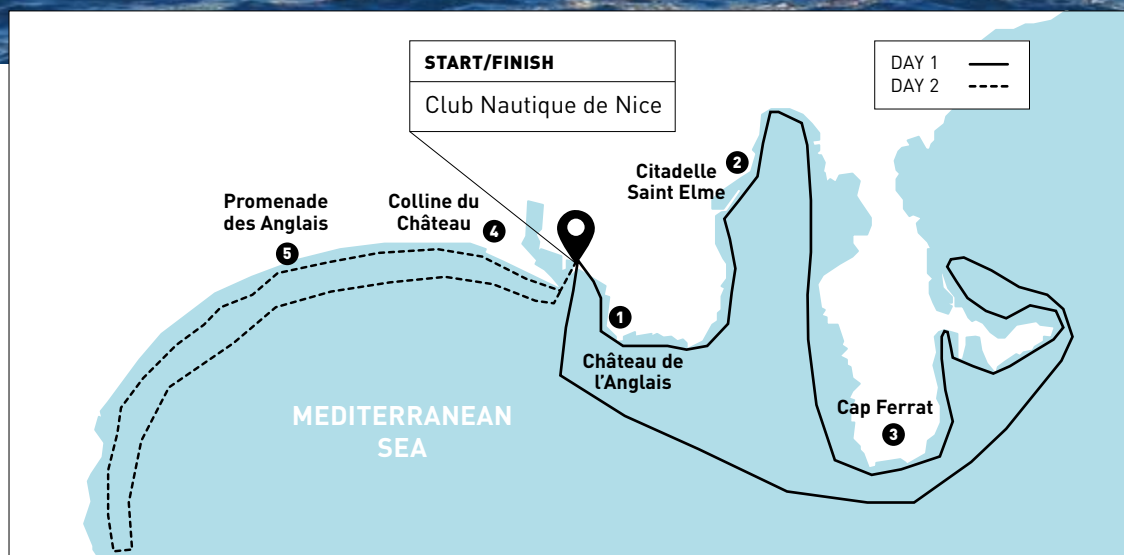 START/FINISH
Club Nautique de Nice
DAY 1
DAY 2
2
Citadelle
Saint Elme
Promenade
des Anglais
5
Colline du
Château
4
1
Château de
l’Anglais
Cap Ferrat
3
MEDITERRANEAN
SEA